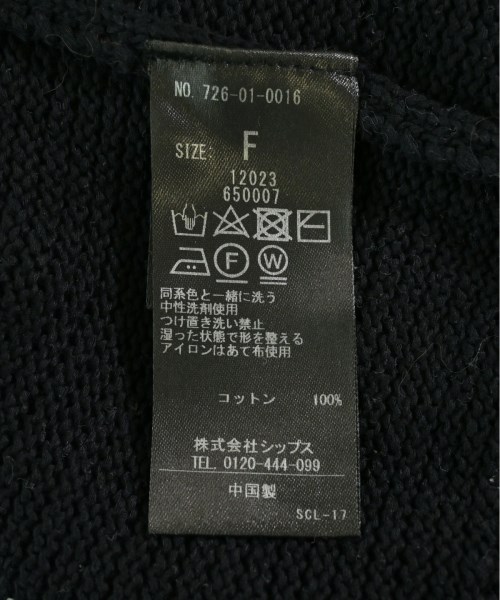 NO. 726-01-0016
SIZE: F
12023
650007
F W
同系色と一緒に洗う
中性洗剤使用
つけ置き洗い禁止
湿った状態で形を整える
アイロンはあて布使用
コットン 100%
株式会社シップス
TEL. 0120-444-099
中国製
SCL-17